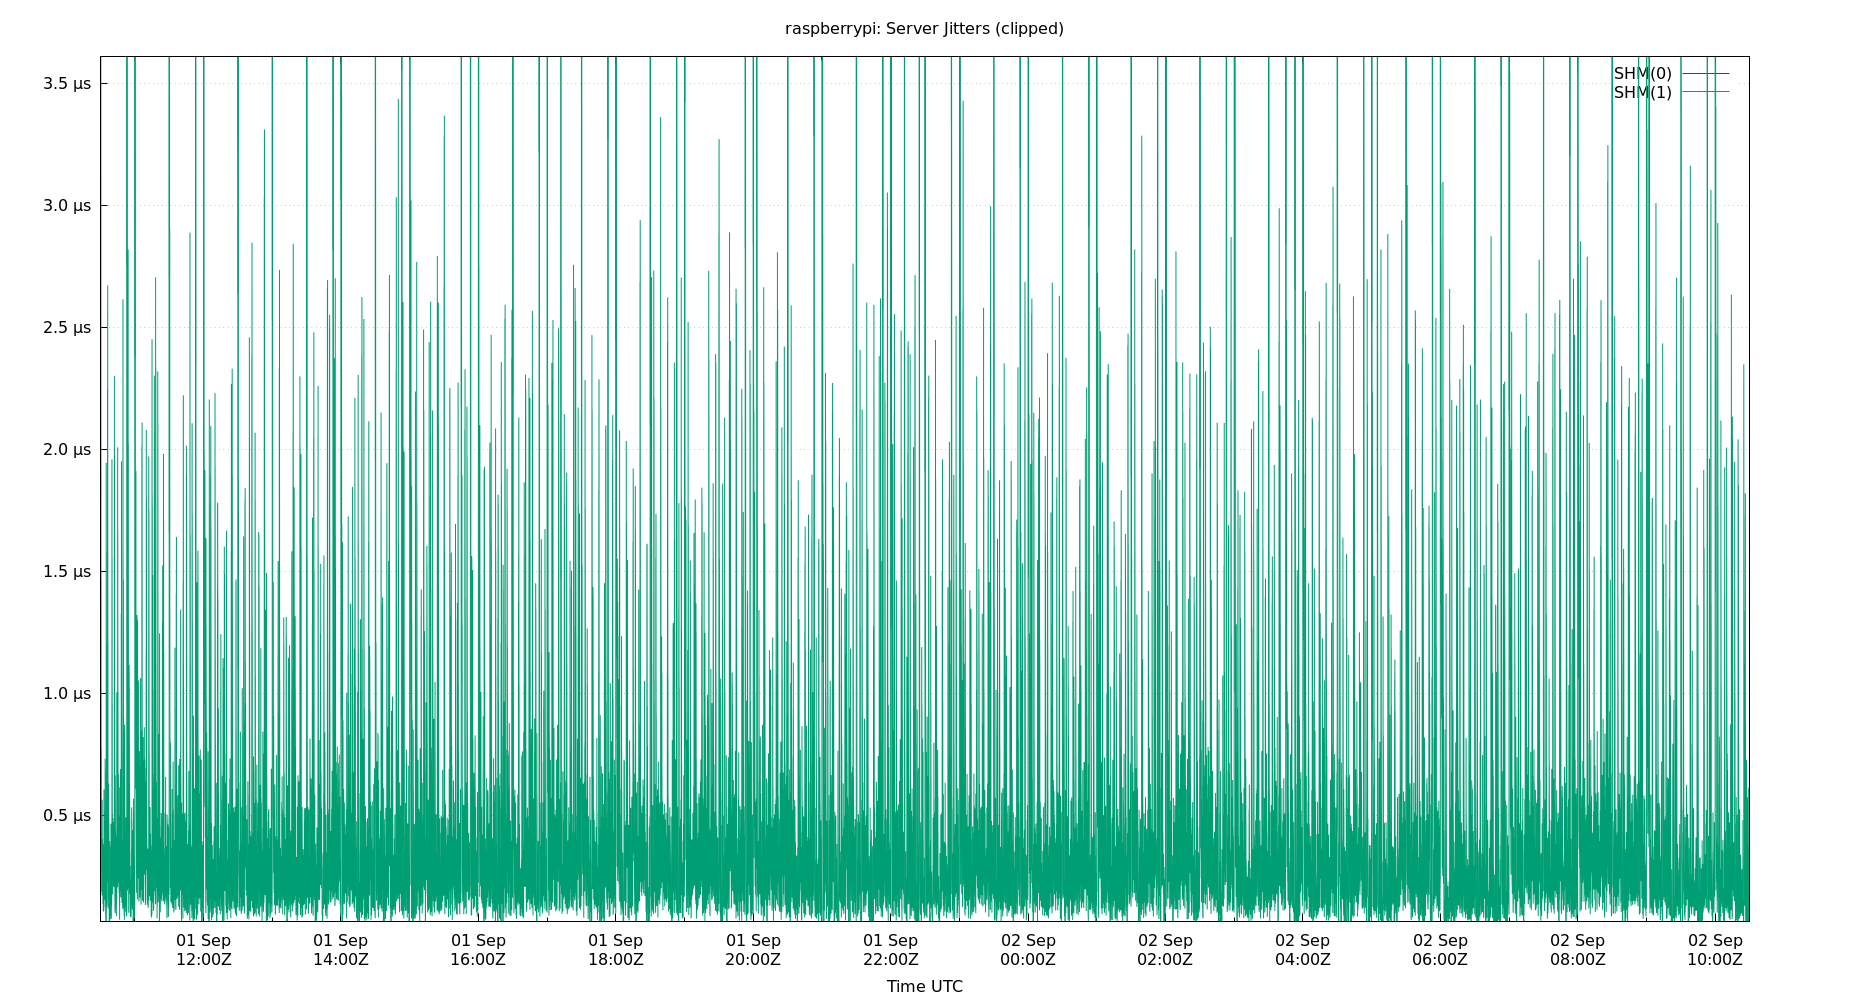 raspberrypi: Server Jitters (clipped)
SHM(0)
SHM(1)
3.5 µs
3.0 µs
2.5 µs
2.0 µs
1.5 µs
1.0 µs
0.5 µs
01 Sep 01 Sep 01 Sep 01 Sep 01 Sep 01 Sep 02 Sep 02 Sep 02 Sep 02 Sep 02 Sep 02 Sep
12:00Z 14:00Z 16:00Z 18:00Z 20:00Z 22:00Z 00:00Z 02:00Z 04:00Z 06:00Z 08:00Z 10:00Z
Time UTC